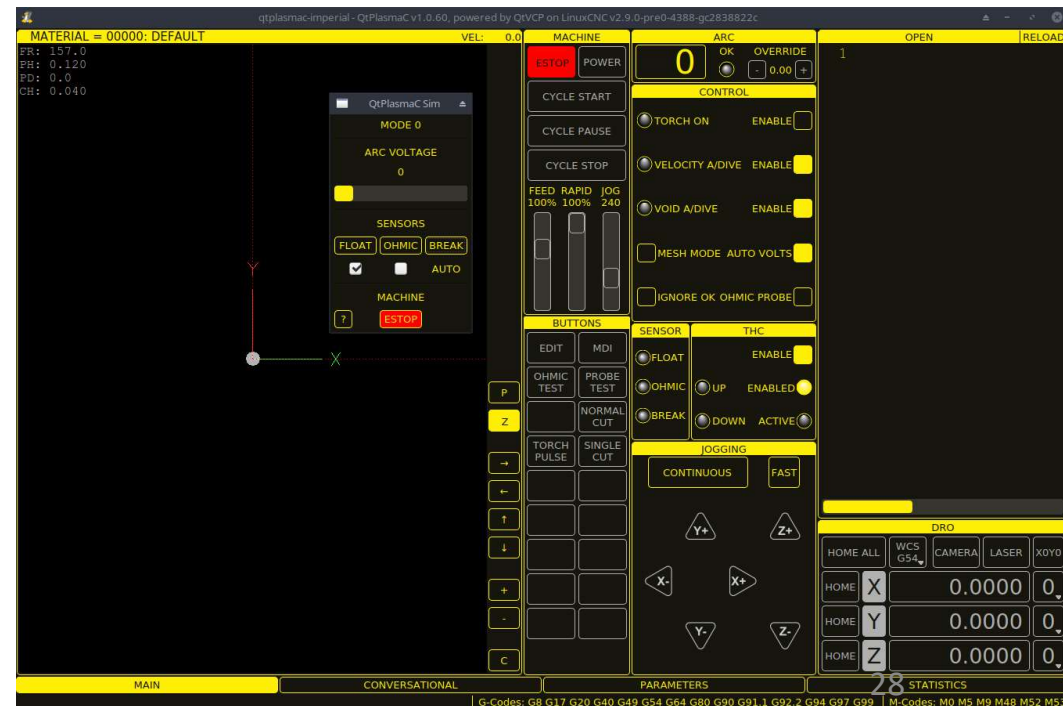 qtplasmac-imperial - QtPlasmaC v1.0.60, powered by QtVCP on LinuxCNC v2.9.0-pre0-4388-gc2838822c
MATERIAL = 00000: DEFAULT
VEL: 0.0
FR: 157.0
PH: 0.120
PD: 0.0
CH: 0.040
QtPlasmaC Sim
MODE 0
ARC VOLTAGE
0
SENSORS
FLOAT OHMIC BREAK
AUTO
MACHINE
? ESTOP
Y
X
P
Z
→
←
↑
↓
+
-
C
MACHINE
ESTOP POWER
CYCLE START
CYCLE PAUSE
CYCLE STOP
FEED RAPID JOG
100% 100% 240
BUTTONS
EDIT MDI
OHMIC TEST PROBE TEST
NORMAL CUT
TORCH PULSE SINGLE CUT
ARC
0 OK OVERRIDE
- 0.00 +
CONTROL
TORCH ON ENABLE
VELOCITY A/DIVE ENABLE
VOID A/DIVE ENABLE
MESH MODE AUTO VOLTS
IGNORE OK OHMIC PROBE
SENSOR
FLOAT
OHMIC
BREAK
THC
ENABLE
UP ENABLED
DOWN ACTIVE
JOGGING
CONTINUOUS FAST
Y+ Z+
X- X+
Y- Z-
OPEN RELOAD
1
DRO
HOME ALL WCS G54 CAMERA LASER X0Y0
HOME X 0.0000 0
HOME Y 0.0000 0
HOME Z 0.0000 0
28
MAIN CONVERSATIONAL PARAMETERS STATISTICS
G-Codes: G8 G17 G20 G40 G49 G54 G64 G80 G90 G91.1 G92.2 G94 G97 G99 M-Codes: M0 M5 M9 M48 M52 M53